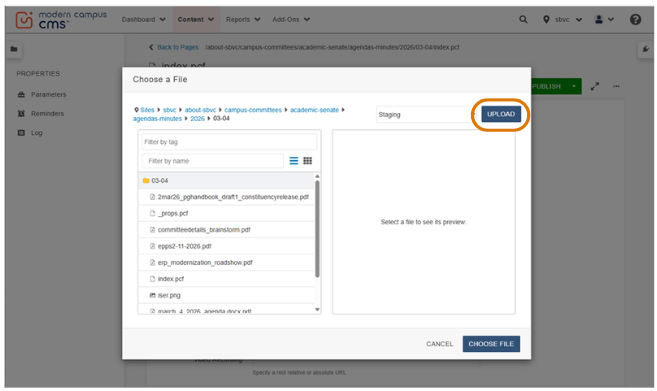 modern campus
cms
Dashboard
Content
Reports
Add-Ons
sbvc
Back to Pages /about-sbvc/campus-committees/academic-senate/agendas-minutes/2026/03-04/index.pcf
index.pcf
PROPERTIES
Parameters
Reminders
Log
PUBLISH
Choose a File
Sites sbvc about-sbvc campus-committees academic-senate
agendas-minutes 2026 03-04
Staging
UPLOAD
Filter by tag
Filter by name
03-04
2mar26_pghandbook_draft1_constituencyrelease.pdf
_props.pcf
committeedetails_brainstorm.pdf
epps2-11-2026.pdf
erp_modernization_roadshow.pdf
index.pcf
iser.png
march_4_2026_agenda.docx.pdf
Select a file to see its preview
CANCEL
CHOOSE FILE
Specify a root relative or absolute URL